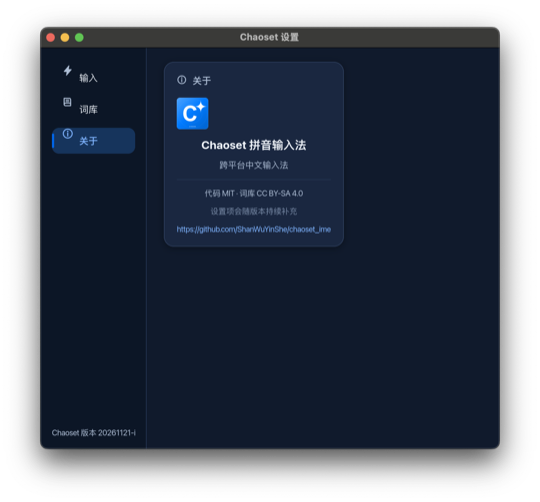 Chaoset 设置
输入
词库
关于
关于
C
Chaoset 拼音输入法
跨平台中文输入法
代码 MIT · 词库 CC BY-SA 4.0
设置项会随版本持续补充
https://github.com/ShanWuYinShe/chaoset_ime
Chaoset 版本 20261121-i